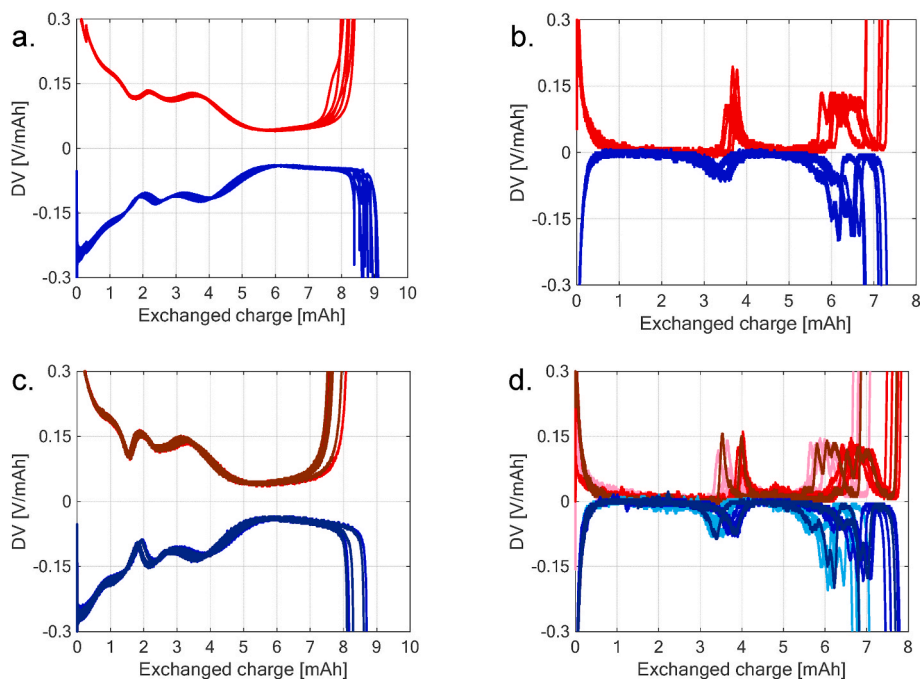 a.
0.3
0.15
0
-0.15
-0.3
DV [V/mAh]
0 1 2 3 4 5 6 7 8 9 10
Exchanged charge [mAh]
b.
0.3
0.15
0
-0.15
-0.3
DV [V/mAh]
0 1 2 3 4 5 6 7 8
Exchanged charge [mAh]
c.
0.3
0.15
0
-0.15
-0.3
DV [V/mAh]
0 1 2 3 4 5 6 7 8 9 10
Exchanged charge [mAh]
d.
0.3
0.15
0
-0.15
-0.3
DV [V/mAh]
0 1 2 3 4 5 6 7 8
Exchanged charge [mAh]